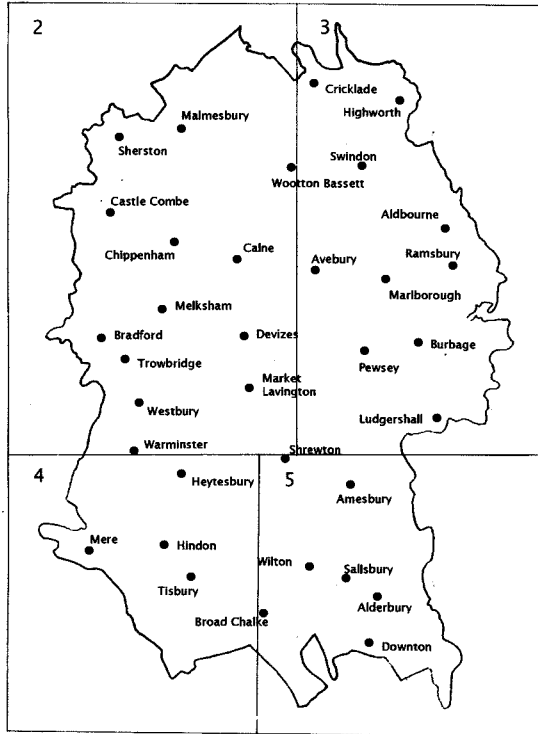 2
3
Cricklade
Highworth
Malmesbury
Sherston
Swindon
Wootton Bassett
Castle Combe
Aldbourne
Chippenham
Calne
Avebury
Ramsbury
Marlborough
Melksham
Bradford
Devizes
Burbage
Trowbridge
Pewsey
Market
Lavington
Westbury
Ludgershall
Warminster
Shrewton
4
5
Heytesbury
Amesbury
Mere
Hindon
Wilton
Salisbury
Tisbury
Alderbury
Broad Chalke
Downton